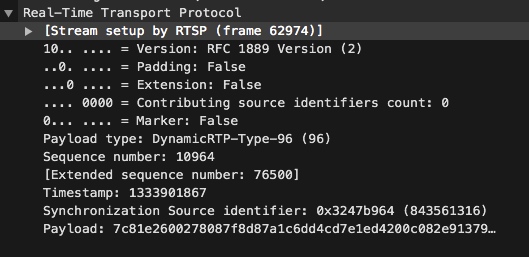 Real-Time Transport Protocol
[Stream setup by RTSP (frame 62974)]
10.. .... = Version: RFC 1889 Version (2)
..0. .... = Padding: False
...0 .... = Extension: False
.... 0000 = Contributing source identifiers count: 0
0... .... = Marker: False
Payload type: DynamicRTP-Type-96 (96)
Sequence number: 10964
[Extended sequence number: 76500]
Timestamp: 1333901867
Synchronization Source identifier: 0x3247b964 (843561316)
Payload: 7c81e2600278087f8d87a1c6dd4cd7e1ed4200c082e91379…